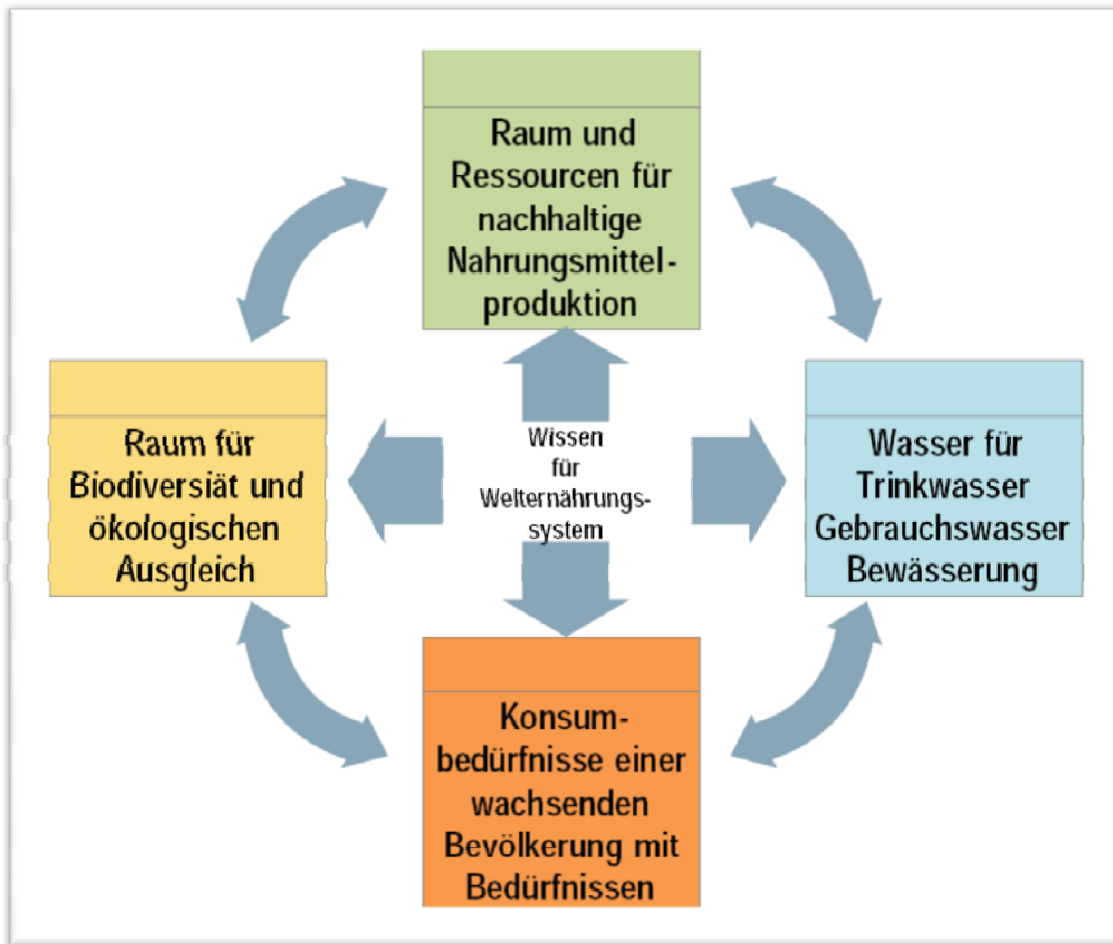 Raum und
Ressourcen für
nachhaltige
Nahrungsmittel-
produktion
Raum für
Biodiversiät und
ökologischen
Ausgleich
Wissen
für
Welternährungs-
system
Wasser für
Trinkwasser
Gebrauchswasser
Bewässerung
Konsum-
bedürfnisse einer
wachsenden
Bevölkerung mit
Bedürfnissen